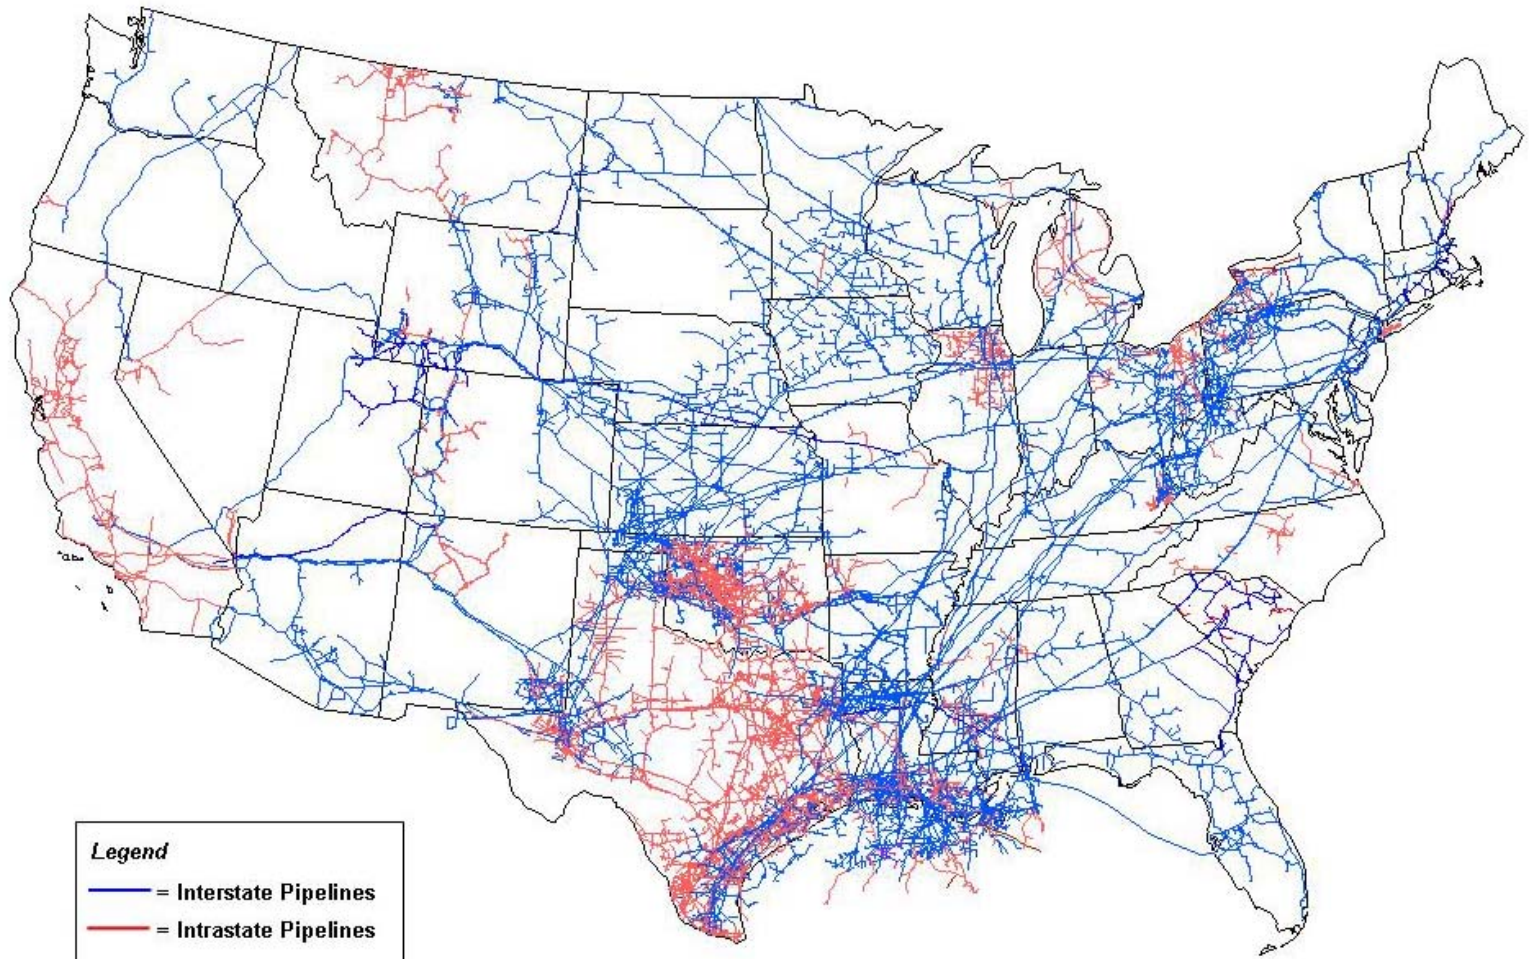 Legend
= Interstate Pipelines
= Intrastate Pipelines